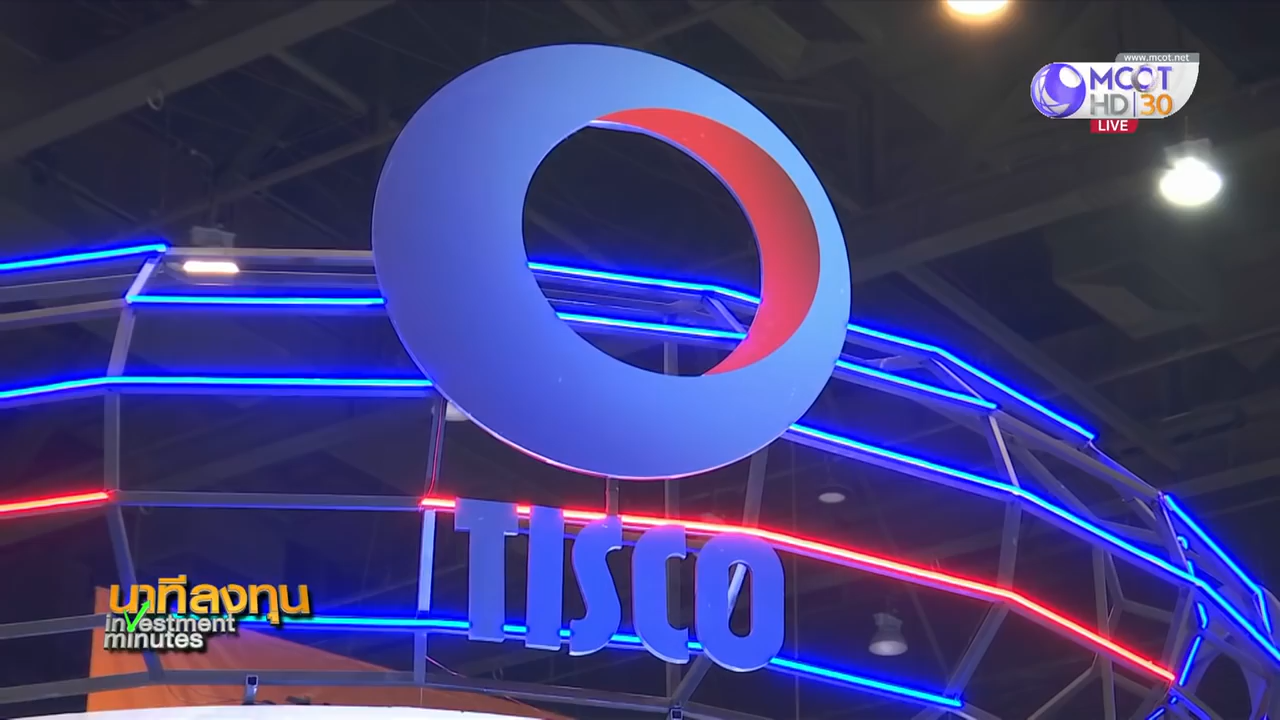 www.mcot.net
MCOT
HD 30
LIVE
TISCO
นาทีลงทุน
investment
minutes